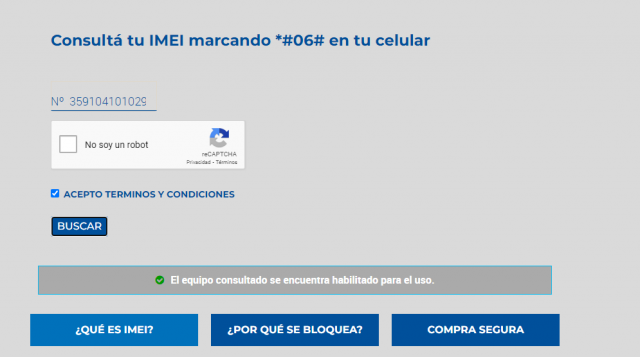 Consultá tu IMEI marcando *#06# en tu celular
Nº 359104101029
No soy un robot
reCAPTCHA
Privacidad - Términos
ACEPTO TERMINOS Y CONDICIONES
BUSCAR
El equipo consultado se encuentra habilitado para el uso.
¿QUÉ ES IMEI?
¿POR QUÉ SE BLOQUEA?
COMPRA SEGURA